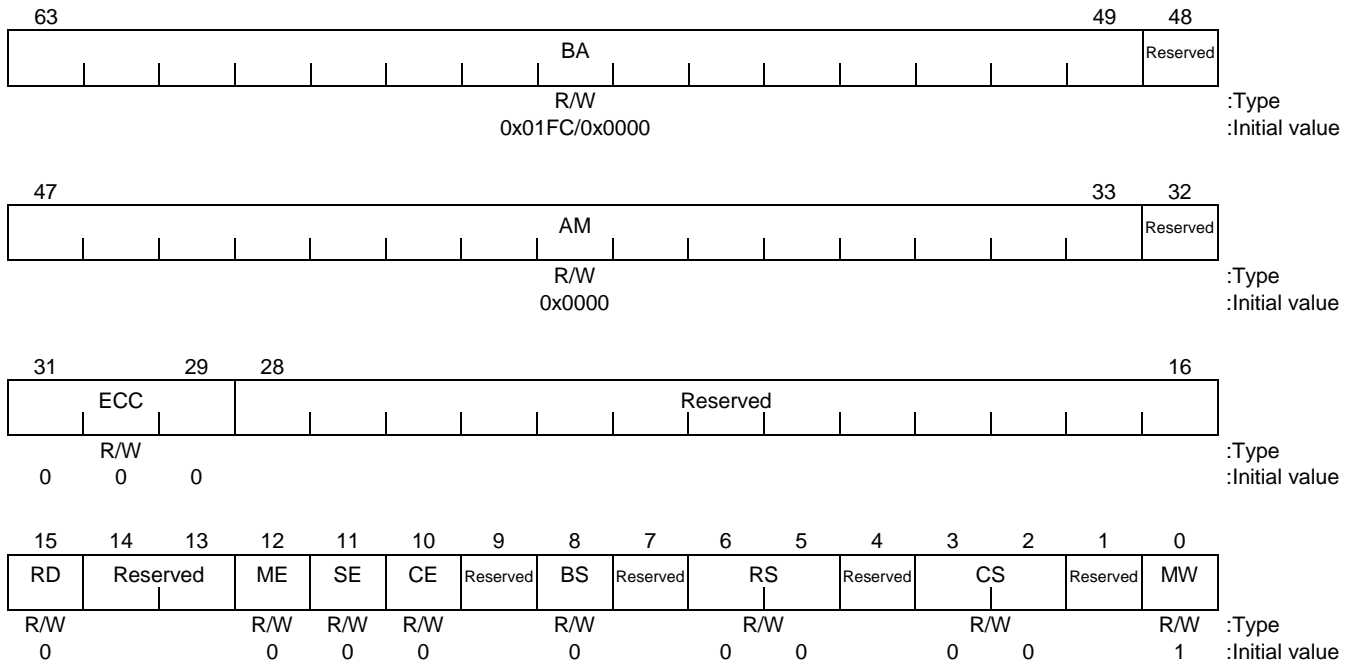 63 49 48
BA Reserved
R/W :Type
0x01FC/0x0000 :Initial value
47 33 32
AM Reserved
R/W :Type
0x0000 :Initial value
31 29 28 16
ECC Reserved
R/W :Type
0 0 0 :Initial value
15 14 13 12 11 10 9 8 7 6 5 4 3 2 1 0
RD Reserved ME SE CE Reserved BS Reserved RS Reserved CS Reserved MW
R/W R/W R/W R/W R/W R/W R/W R/W :Type
0 0 0 0 0 0 0 0 0 1 :Initial value